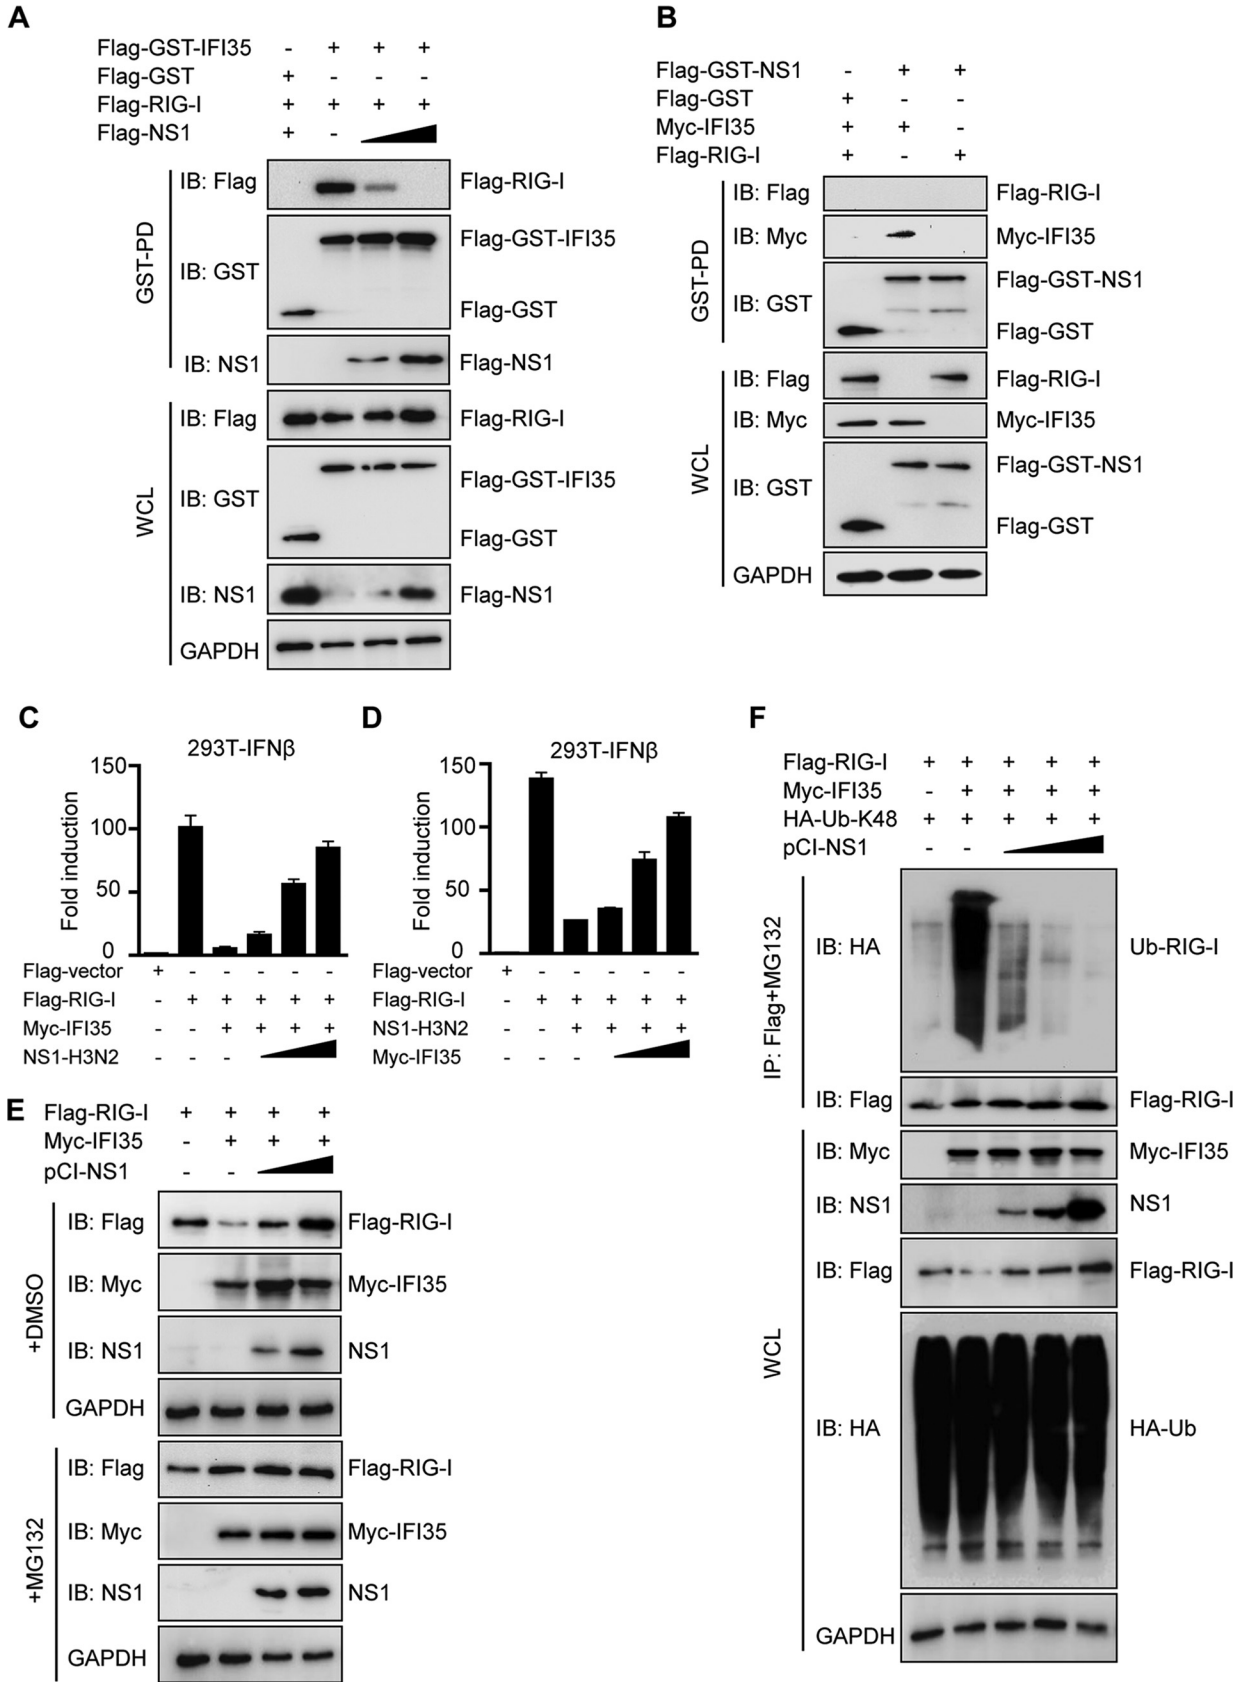 A
Flag-GST-IFI35 - + + +
Flag-GST + - - -
Flag-RIG-I + + + +
Flag-NS1 + -
GST-PD
IB: Flag Flag-RIG-I
IB: GST Flag-GST-IFI35
Flag-GST
IB: NS1 Flag-NS1
WCL
IB: Flag Flag-RIG-I
IB: GST Flag-GST-IFI35
Flag-GST
IB: NS1 Flag-NS1
GAPDH
B
Flag-GST-NS1 - + +
Flag-GST + - -
Myc-IFI35 + + -
Flag-RIG-I + - +
GST-PD
IB: Flag Flag-RIG-I
IB: Myc Myc-IFI35
IB: GST Flag-GST-NS1
Flag-GST
WCL
IB: Flag Flag-RIG-I
IB: Myc Myc-IFI35
IB: GST Flag-GST-NS1
Flag-GST
GAPDH
C
293T-IFNβ
Fold induction
150
100
50
0
Flag-vector + - - - - -
Flag-RIG-I - + + + + +
Myc-IFI35 - - + + + +
NS1-H3N2 - - -
D
293T-IFNβ
Fold induction
150
100
50
0
Flag-vector + - - - - -
Flag-RIG-I - + + + + +
NS1-H3N2 - - + + + +
Myc-IFI35 - - -
E
Flag-RIG-I + + + +
Myc-IFI35 - + + +
pCI-NS1 - -
+DMSO
IB: Flag Flag-RIG-I
IB: Myc Myc-IFI35
IB: NS1 NS1
GAPDH
+MG132
IB: Flag Flag-RIG-I
IB: Myc Myc-IFI35
IB: NS1 NS1
GAPDH
F
Flag-RIG-I + + + + +
Myc-IFI35 - + + + +
HA-Ub-K48 + + + + +
pCI-NS1 - -
IP: Flag+MG132
IB: HA Ub-RIG-I
IB: Flag Flag-RIG-I
WCL
IB: Myc Myc-IFI35
IB: NS1 NS1
IB: Flag Flag-RIG-I
IB: HA HA-Ub
GAPDH